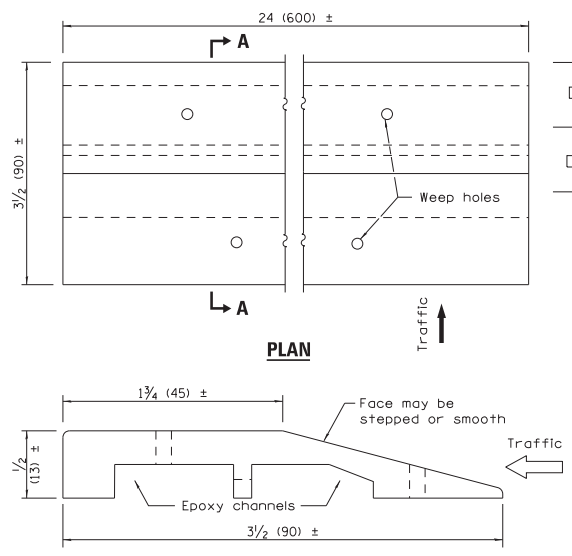 24 (600) ±
A
3½ (90) ±
Weep holes
A
Traffic
PLAN
1¾ (45) ±
Face may be
stepped or smooth
Traffic
½
(13) ±
Epoxy channels
3½ (90) ±